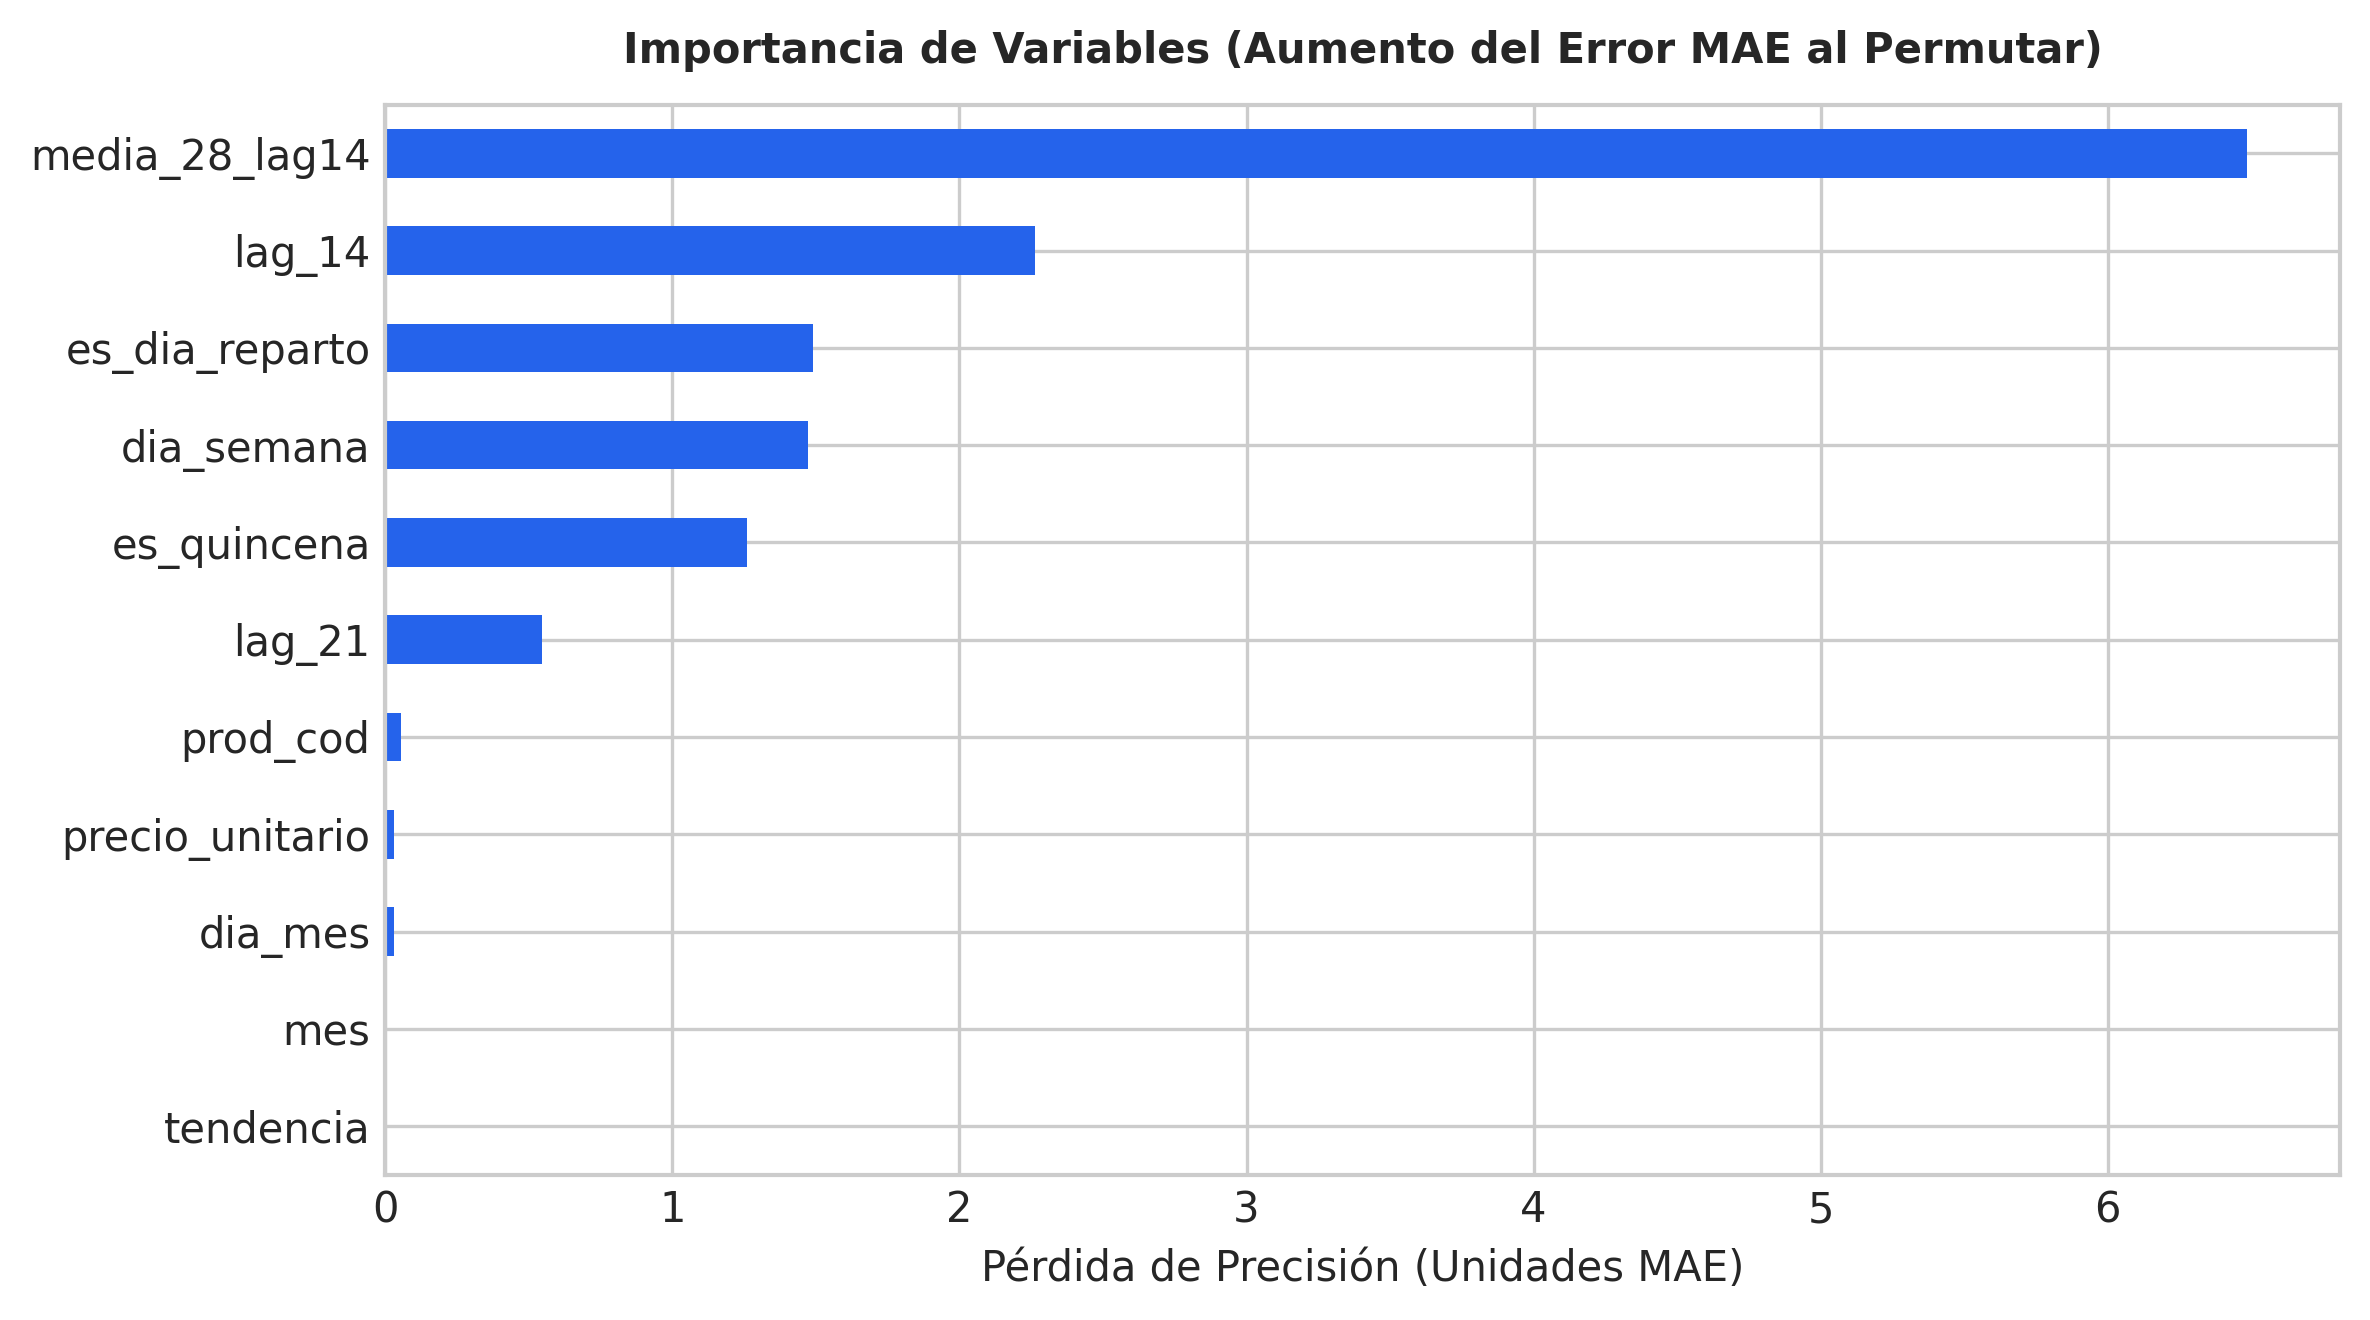 Importancia de Variables (Aumento del Error MAE al Permutar)
media_28_lag14
lag_14
es_dia_reparto
dia_semana
es_quincena
lag_21
prod_cod
precio_unitario
dia_mes
mes
tendencia
0 1 2 3 4 5 6
Pérdida de Precisión (Unidades MAE)